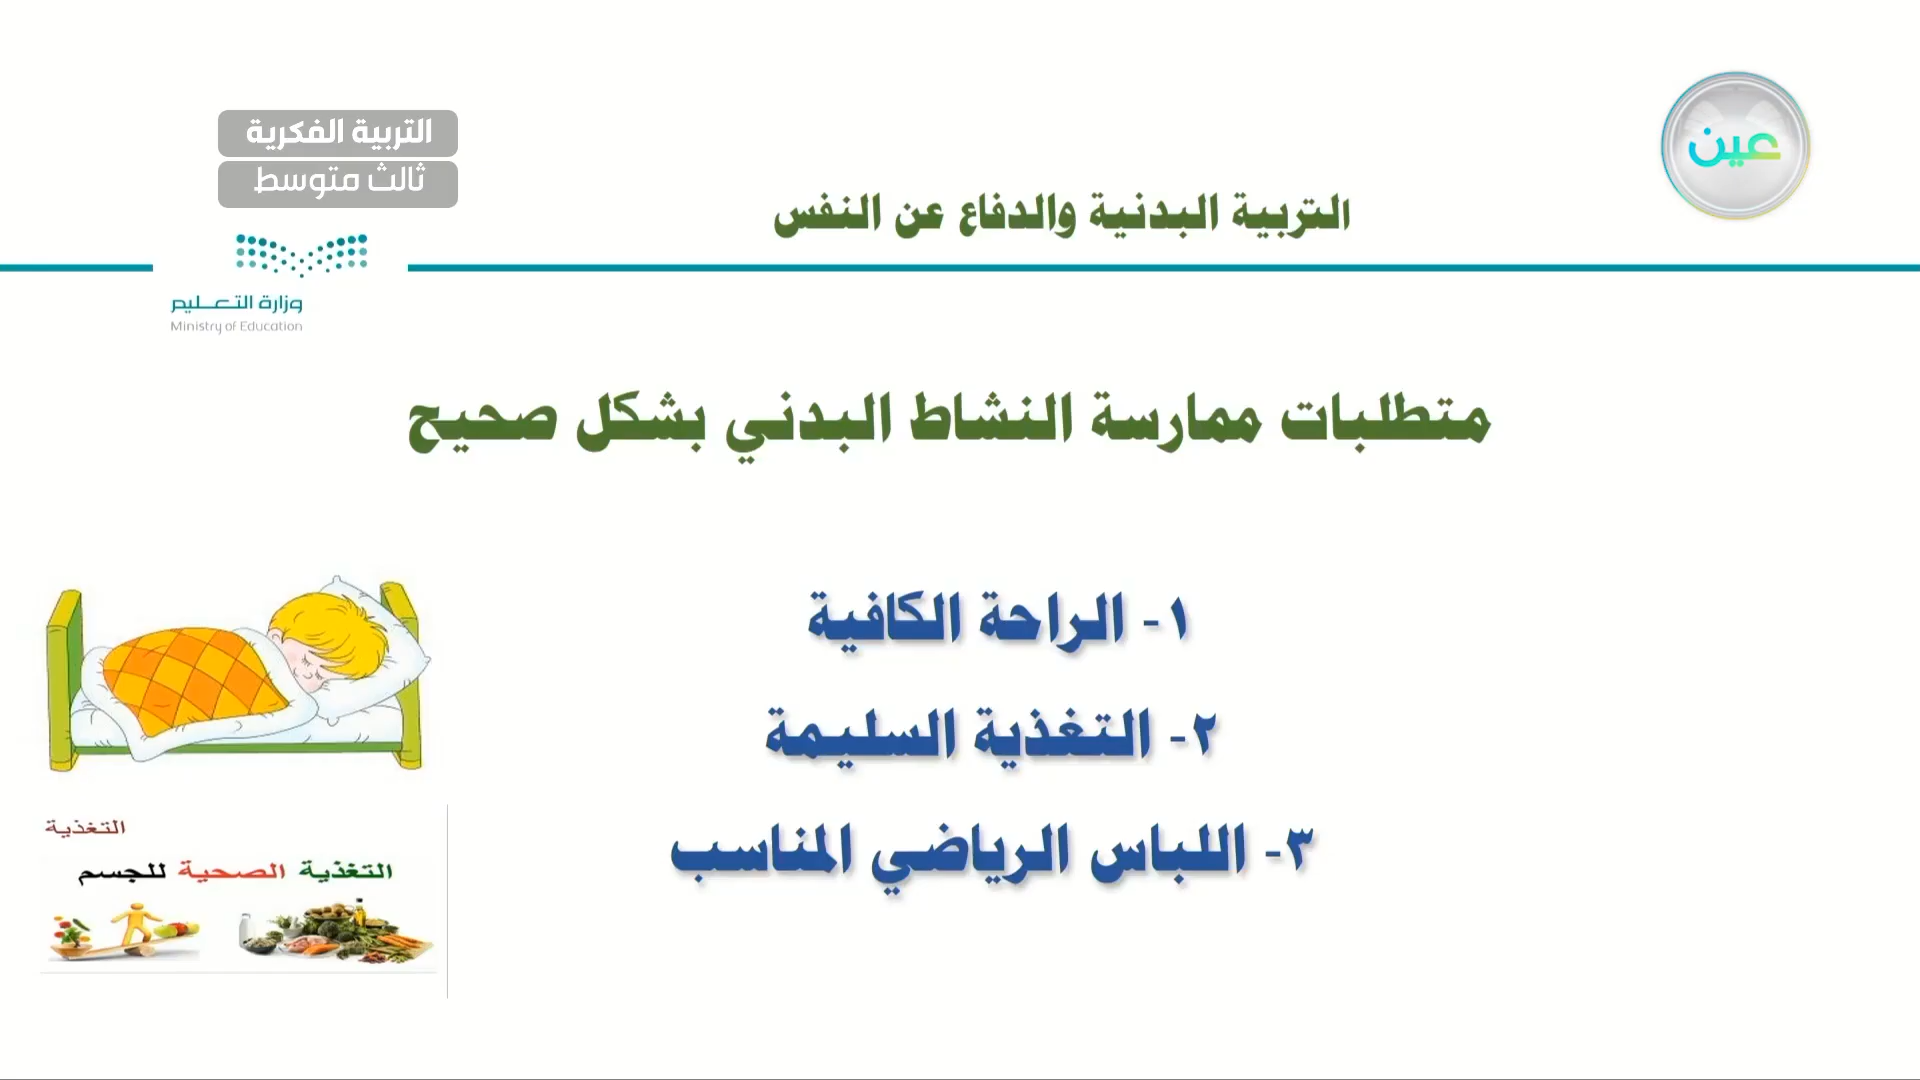 التربية الفكرية
ثالث متوسط
عين
التربية البدنية والدفاع عن النفس
وزارة التعليم
Ministry of Education
متطلبات ممارسة النشاط البدني بشكل صحيح
١- الراحة الكافية
٢- التغذية السليمة
٣- اللباس الرياضي المناسب
التغذية
التغذية الصحية للجسم